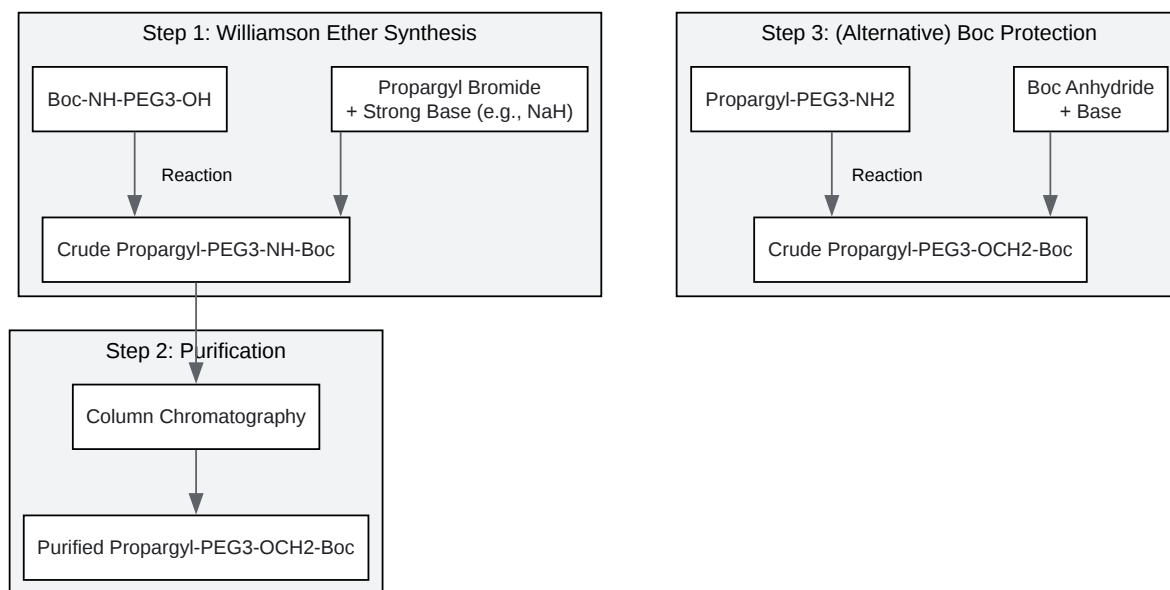 Step 1: Williamson Ether Synthesis
Boc-NH-PEG3-OH
Propargyl Bromide
+ Strong Base (e.g., NaH)
Reaction
Crude Propargyl-PEG3-NH-Boc
Step 2: Purification
Column Chromatography
Purified Propargyl-PEG3-OCH2-Boc
Step 3: (Alternative) Boc Protection
Propargyl-PEG3-NH2
Boc Anhydride
+ Base
Reaction
Crude Propargyl-PEG3-OCH2-Boc